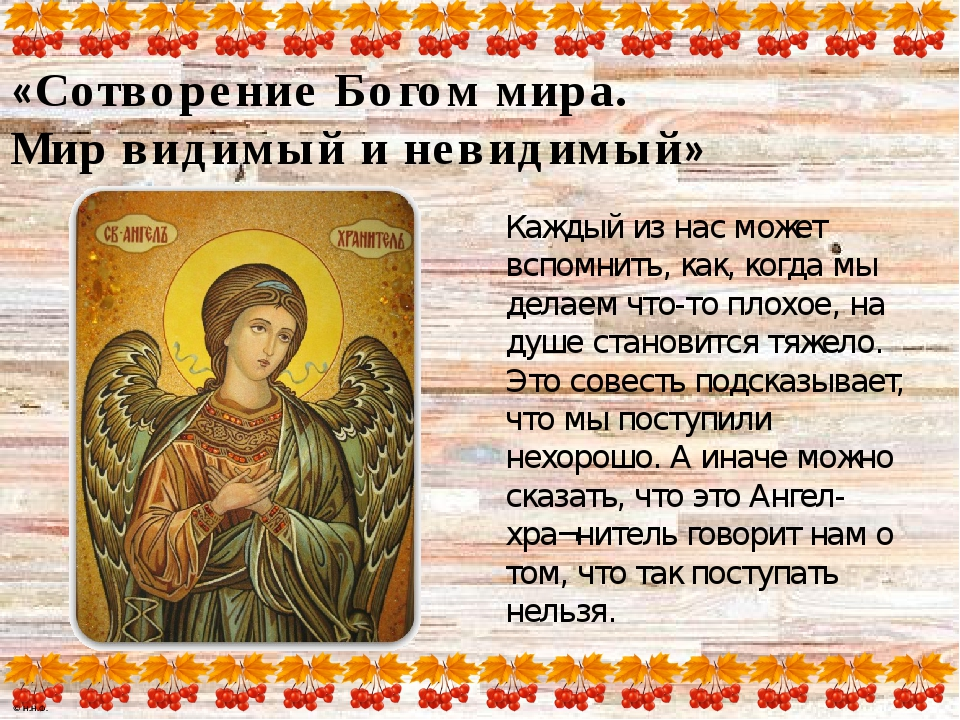 «Сотворение Богом мира.
Мир видимый и невидимый»
СВ·АНГЕЛЪ
ХРАНИТЕЛЬ
Каждый из нас может
вспомнить, как, когда мы
делаем что-то плохое, на
душе становится тяжело.
Это совесть подсказывает,
что мы поступили
нехорошо. А иначе можно
сказать, что это Ангел-
хра¬нитель говорит нам о
том, что так поступать
нельзя.